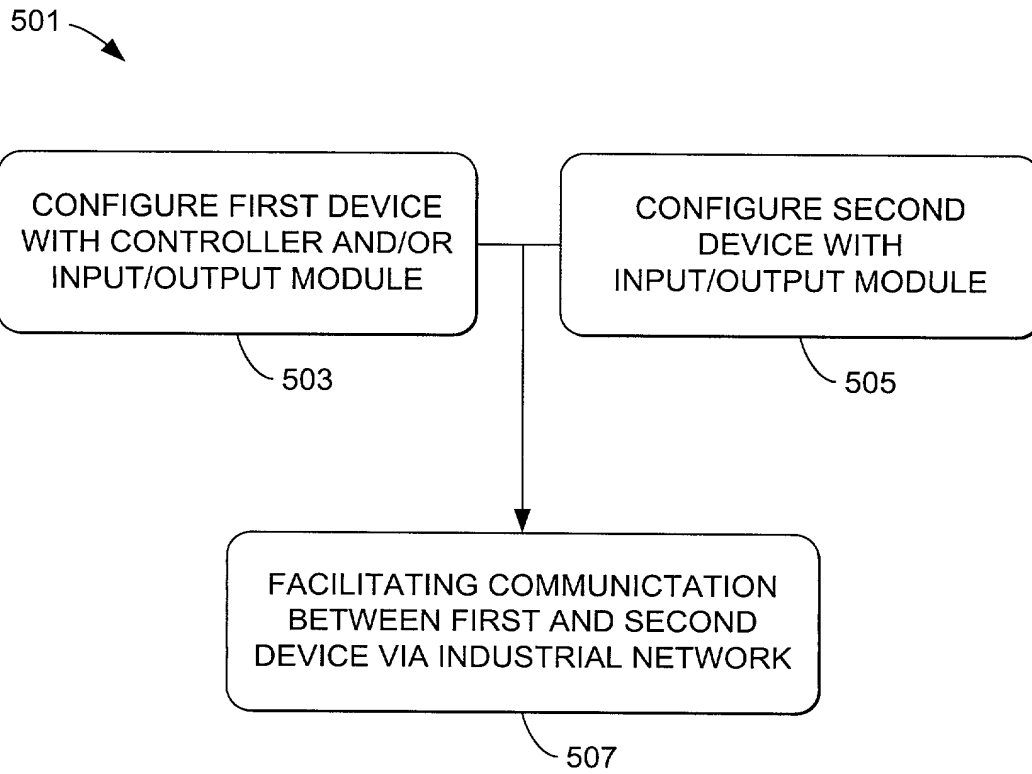 501
CONFIGURE FIRST DEVICE
WITH CONTROLLER AND/OR
INPUT/OUTPUT MODULE
503
CONFIGURE SECOND
DEVICE WITH
INPUT/OUTPUT MODULE
505
FACILITATING COMMUNICTATION
BETWEEN FIRST AND SECOND
DEVICE VIA INDUSTRIAL NETWORK
507